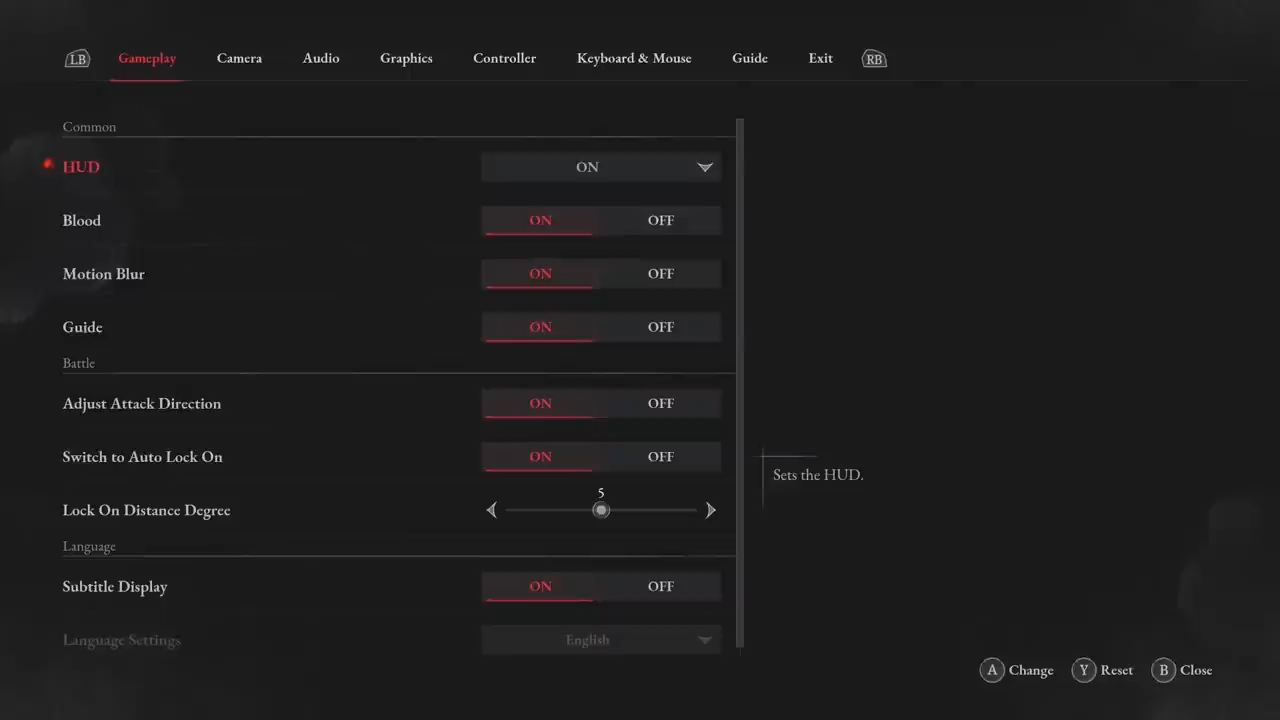 LB Gameplay Camera Audio Graphics Controller Keyboard & Mouse Guide Exit RB
Common
HUD ON
Blood ON OFF
Motion Blur ON OFF
Guide ON OFF
Battle
Adjust Attack Direction ON OFF
Switch to Auto Lock On ON OFF
Sets the HUD.
5
Lock On Distance Degree
Language
Subtitle Display ON OFF
Language Settings English
A Change Y Reset B Close